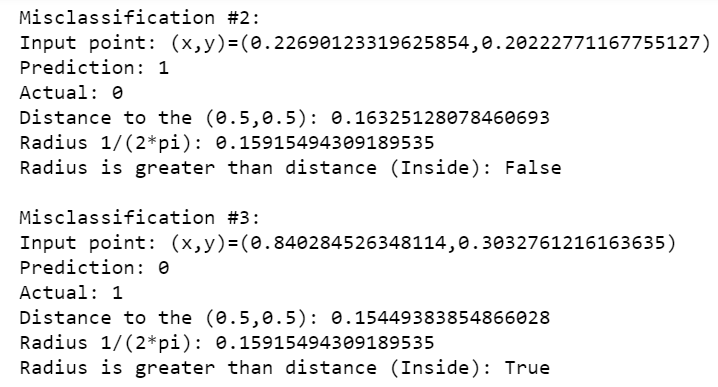 Misclassification #2:
Input point: (x,y)=(0.22690123319625854,0.20222771167755127)
Prediction: 1
Actual: 0
Distance to the (0.5,0.5): 0.16325128078460693
Radius 1/(2*pi): 0.15915494309189535
Radius is greater than distance (Inside): False

Misclassification #3:
Input point: (x,y)=(0.840284526348114,0.3032761216163635)
Prediction: 0
Actual: 1
Distance to the (0.5,0.5): 0.15449383854866028
Radius 1/(2*pi): 0.15915494309189535
Radius is greater than distance (Inside): True